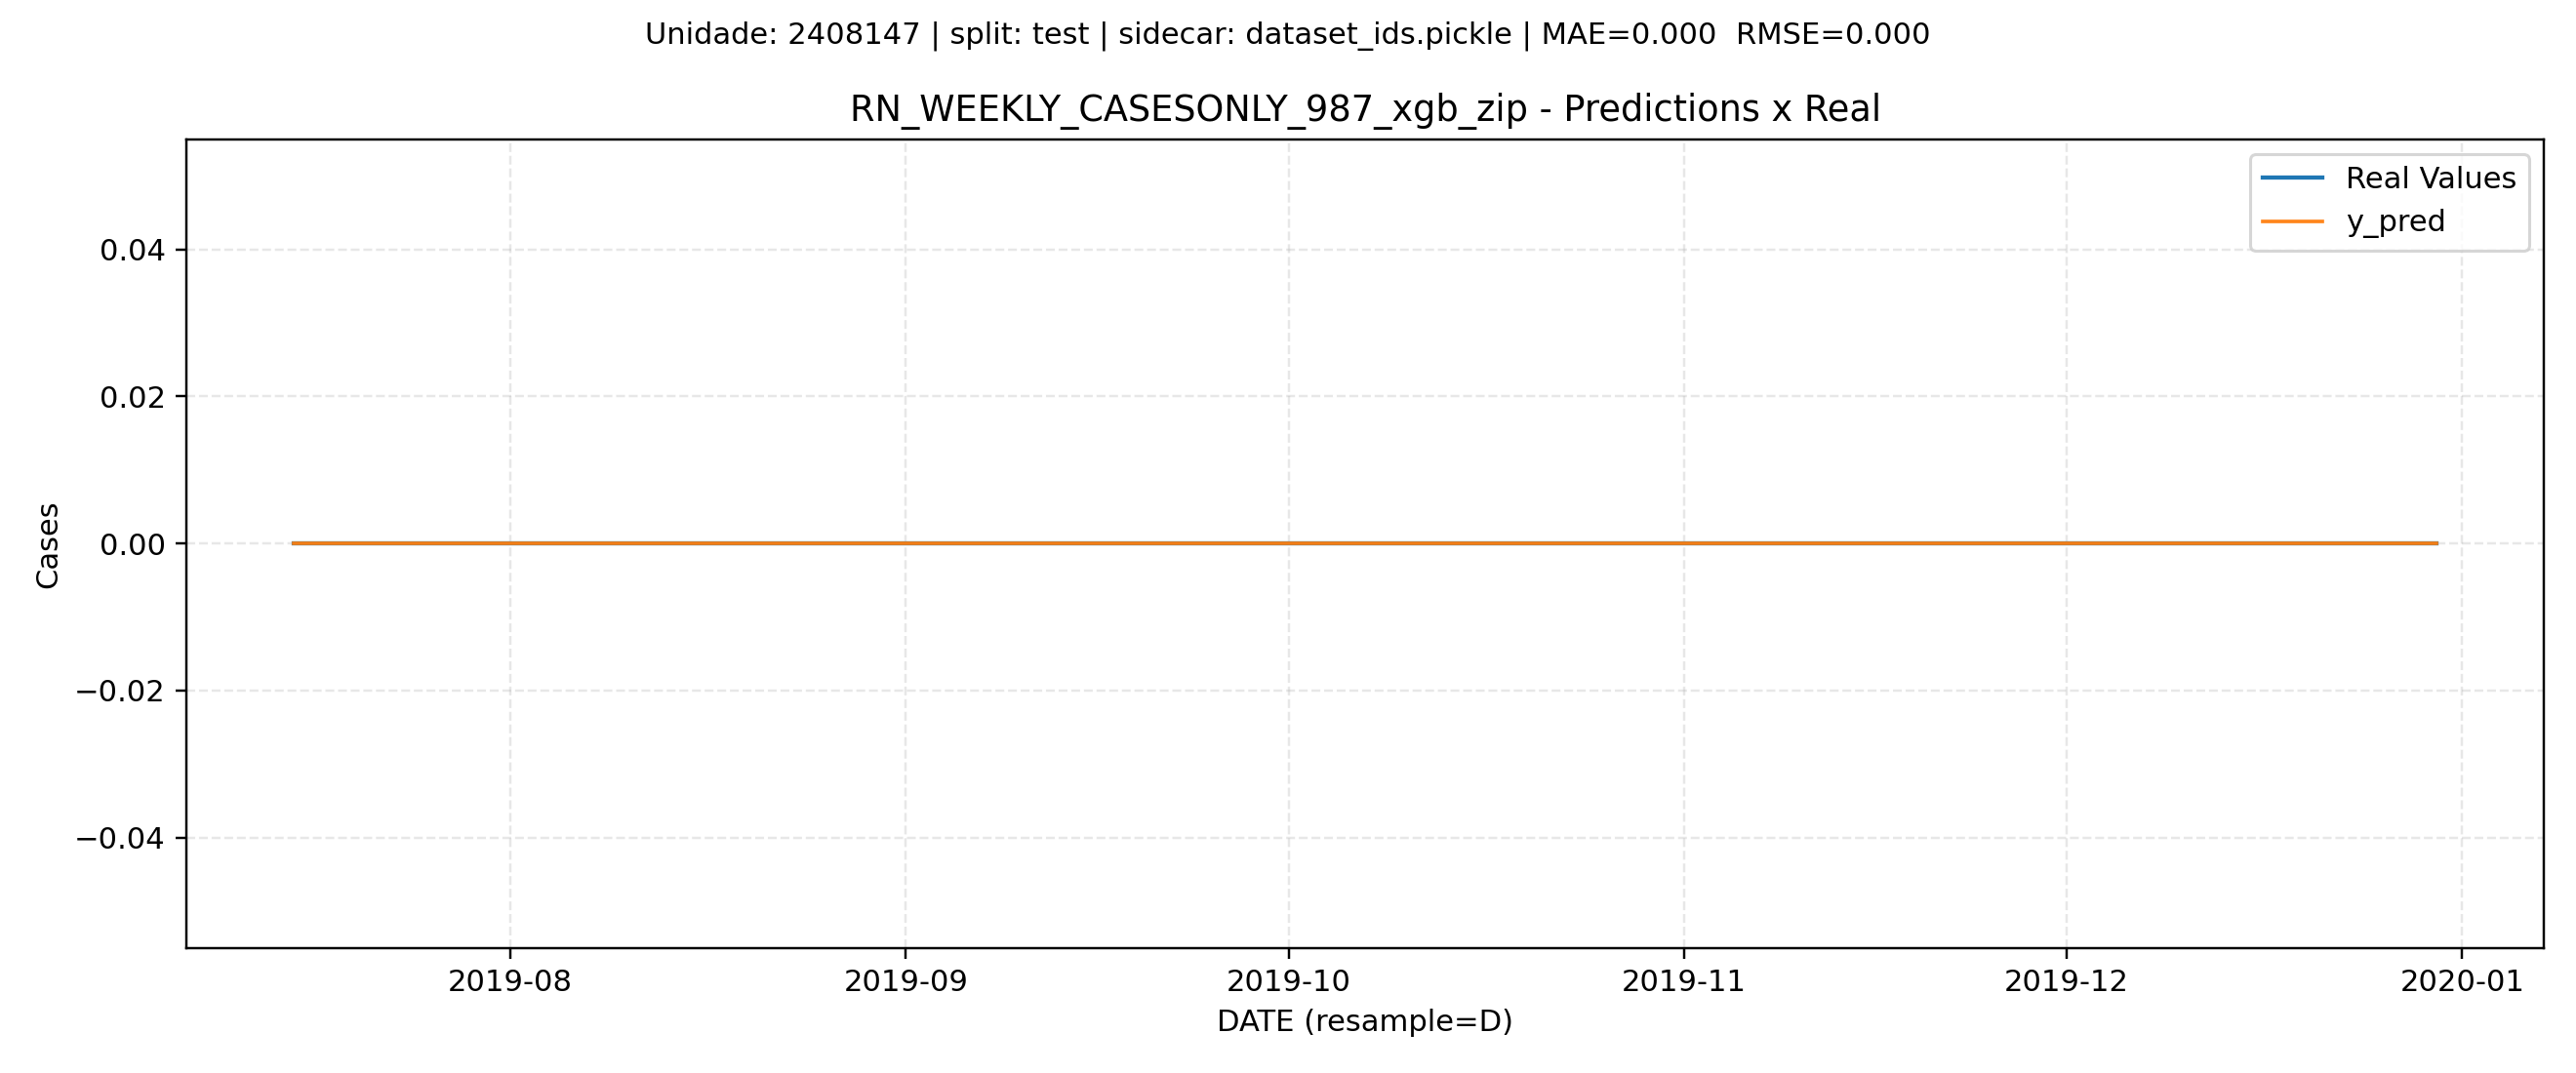 Unidade: 2408147 | split: test | sidecar: dataset_ids.pickle | MAE=0.000  RMSE=0.000
RN_WEEKLY_CASESONLY_987_xgb_zip - Predictions x Real
Real Values
y_pred
0.04
0.02
0.00
−0.02
−0.04
Cases
2019-08 2019-09 2019-10 2019-11 2019-12 2020-01
DATE (resample=D)